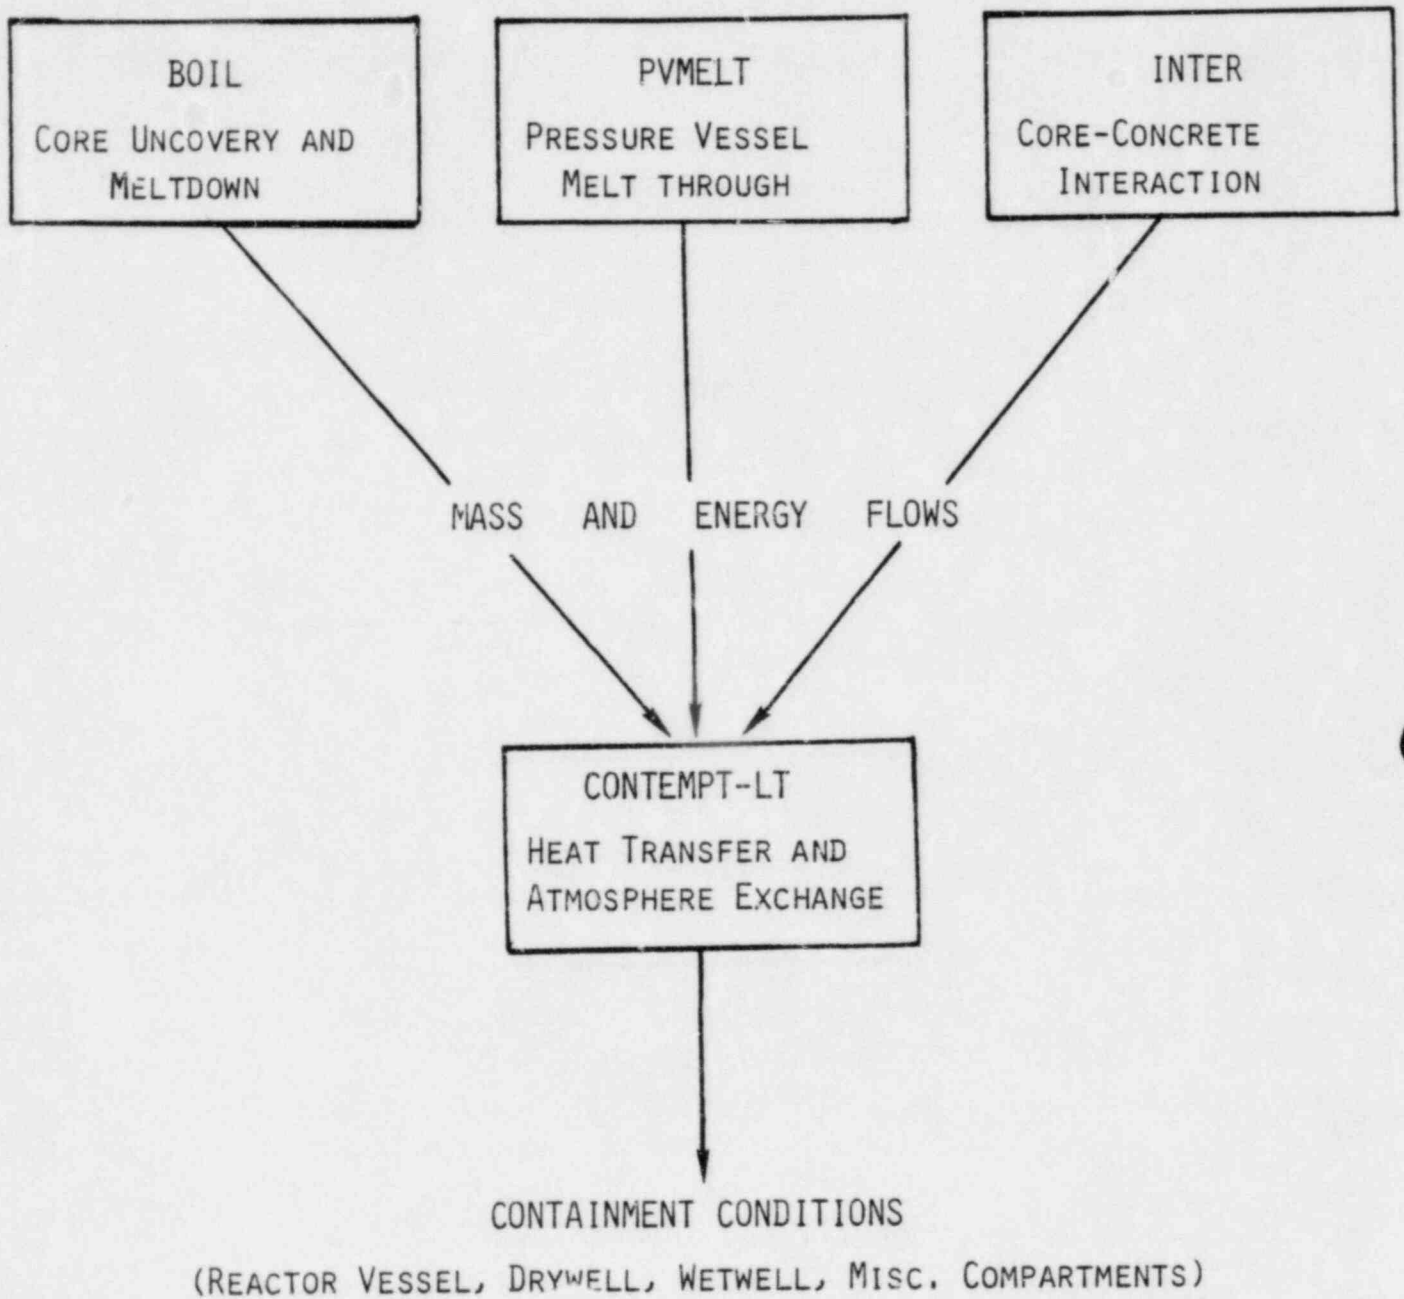 BOIL
CORE UNCOVERY AND
MELTDOWN
PVMELT
PRESSURE VESSEL
MELT THROUGH
INTER
CORE-CONCRETE
INTERACTION
MASS AND ENERGY FLOWS
CONTEMPT-LT
HEAT TRANSFER AND
ATMOSPHERE EXCHANGE
CONTAINMENT CONDITIONS
(REACTOR VESSEL, DRYWELL, WETWELL, MISC. COMPARTMENTS)